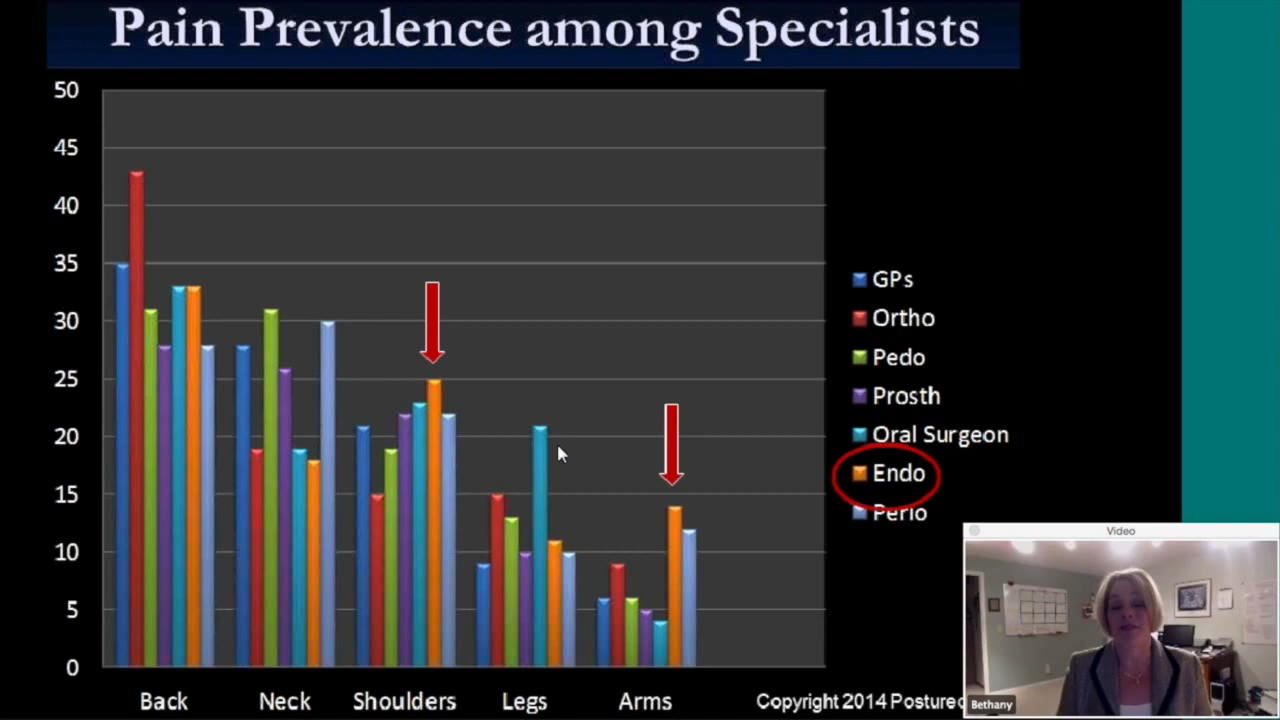 Pain Prevalence among Specialists
50
45
40
35
30
25
20
15
10
5
0
Back Neck Shoulders Legs Arms
GPs
Ortho
Pedo
Prosth
Oral Surgeon
Endo
Perio
Copyright 2014
Video
Bethany